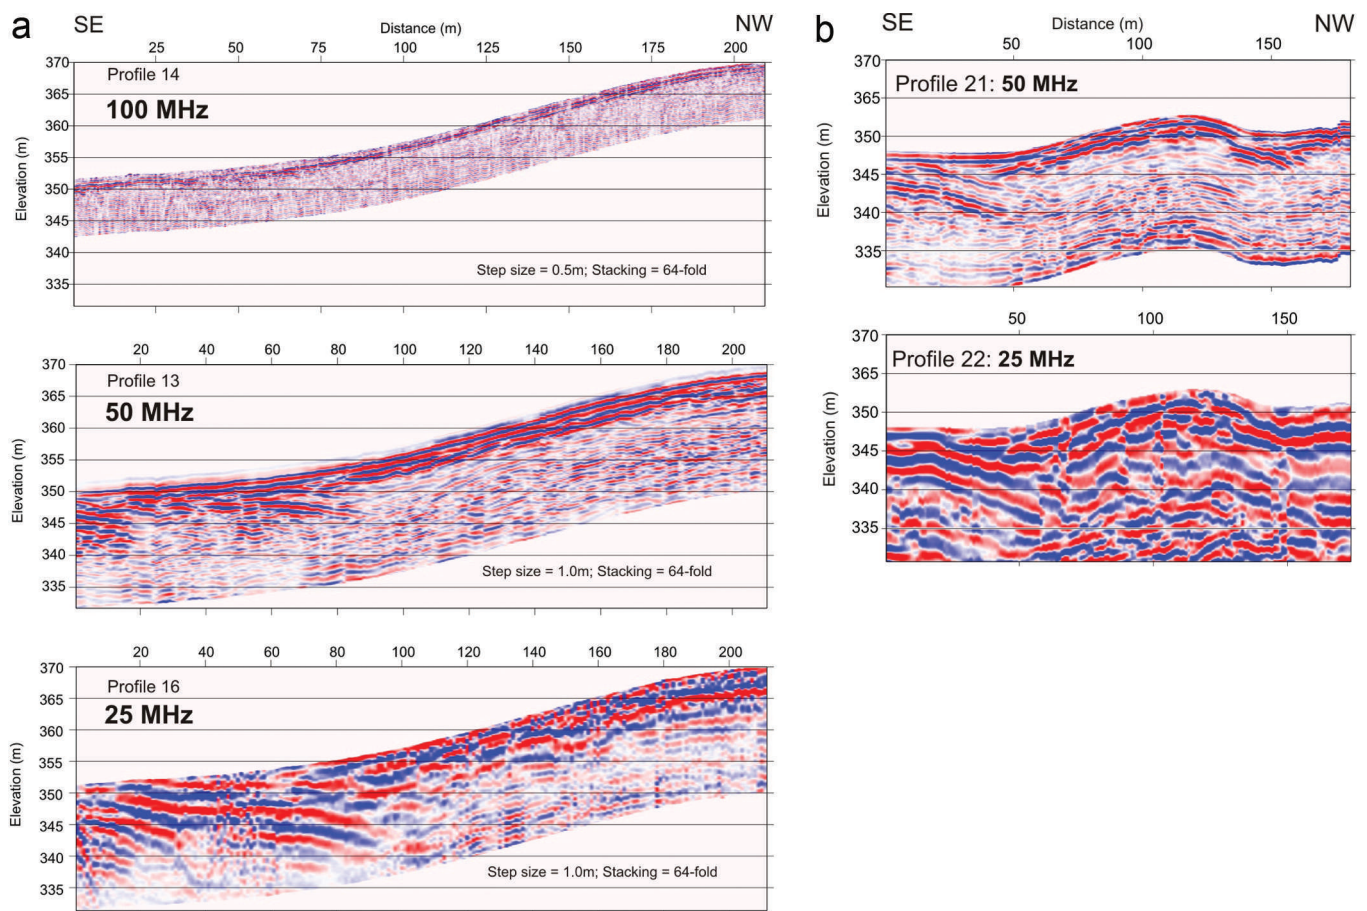 a
SE
Distance (m)
NW
25 50 75 100 125 150 175 200
370
365
360
355
350
345
340
335
Elevation (m)
Profile 14
100 MHz
Step size = 0.5m; Stacking = 64-fold
20 40 60 80 100 120 140 160 180 200
370
365
360
355
350
345
340
335
Elevation (m)
Profile 13
50 MHz
Step size = 1.0m; Stacking = 64-fold
20 40 60 80 100 120 140 160 180 200
370
365
360
355
350
345
340
335
Elevation (m)
Profile 16
25 MHz
Step size = 1.0m; Stacking = 64-fold
b
SE
Distance (m)
NW
50 100 150
370
365
350
345
340
335
Elevation (m)
Profile 21: 50 MHz
50 100 150
370
365
350
345
340
335
Elevation (m)
Profile 22: 25 MHz